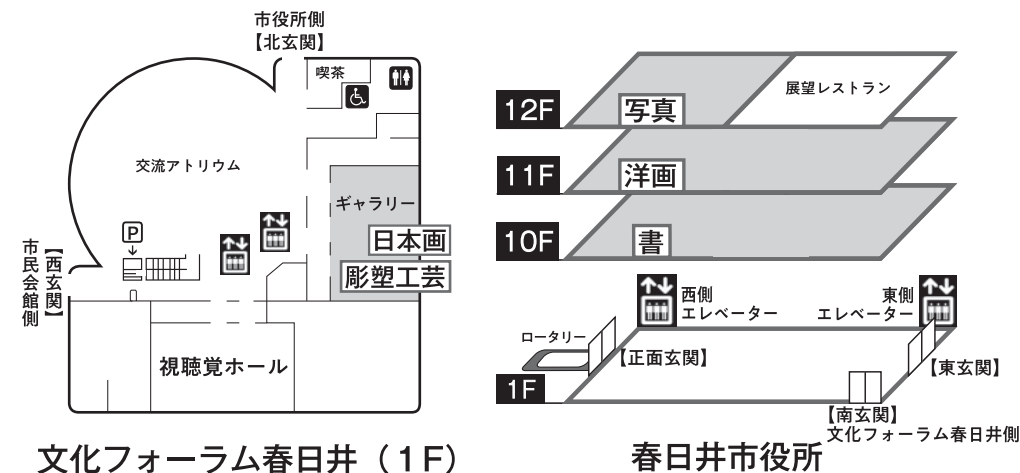 市役所側
【北玄関】
喫茶
交流アトリウム
ギャラリー
日本画
彫塑工芸
P
【西玄関】
市民会館側
視聴覚ホール
文化フォーラム春日井(1F)
12F
写真
展望レストラン
11F
洋画
10F
書
西側
エレベーター
東側
エレベーター
ロータリー
【正面玄関】
【東玄関】
1F
【南玄関】
文化フォーラム春日井側
春日井市役所